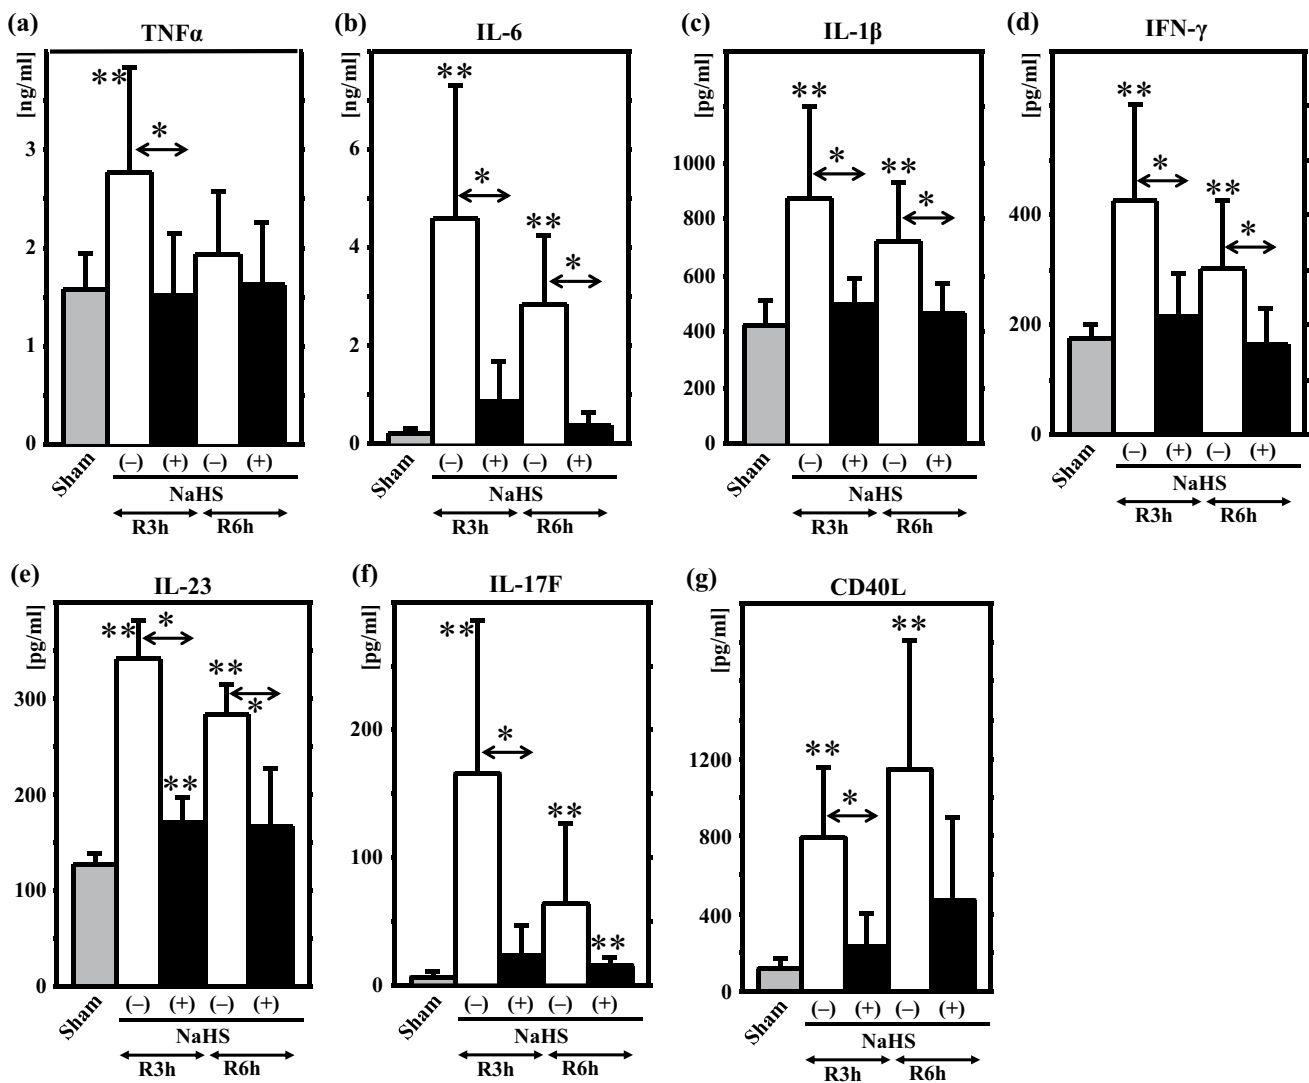 (a) TNFα
[ng/ml]
**
*
3
2
1
0
Sham (–) (+) (–) (+)
NaHS
R3h R6h
(b) IL-6
[ng/ml]
**
*
**
*
6
4
2
0
Sham (–) (+) (–) (+)
NaHS
R3h R6h
(c) IL-1β
[pg/ml]
**
*
**
*
1000
800
600
400
200
0
Sham (–) (+) (–) (+)
NaHS
R3h R6h
(d) IFN-γ
[pg/ml]
**
*
**
*
400
200
0
Sham (–) (+) (–) (+)
NaHS
R3h R6h
(e) IL-23
[pg/ml]
**
*
**
*
**
300
200
100
0
Sham (–) (+) (–) (+)
NaHS
R3h R6h
(f) IL-17F
[pg/ml]
**
*
**
**
200
100
0
Sham (–) (+) (–) (+)
NaHS
R3h R6h
(g) CD40L
[pg/ml]
**
**
*
1200
800
400
0
Sham (–) (+) (–) (+)
NaHS
R3h R6h